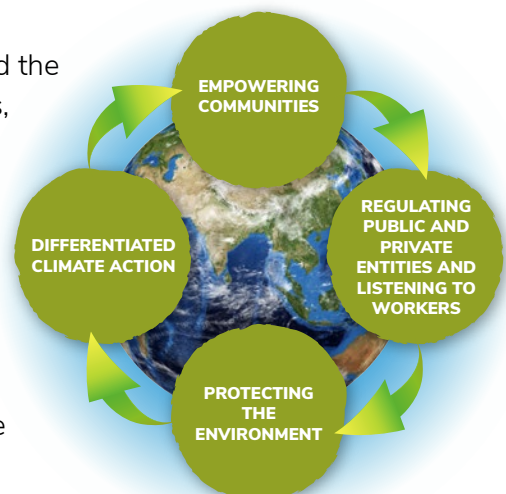 d the
s,
EMPOWERING
COMMUNITIES
REGULATING
PUBLIC AND
PRIVATE
ENTITIES AND
LISTENING TO
WORKERS
DIFFERENTIATED
CLIMATE ACTION
PROTECTING
THE
ENVIRONMENT
e